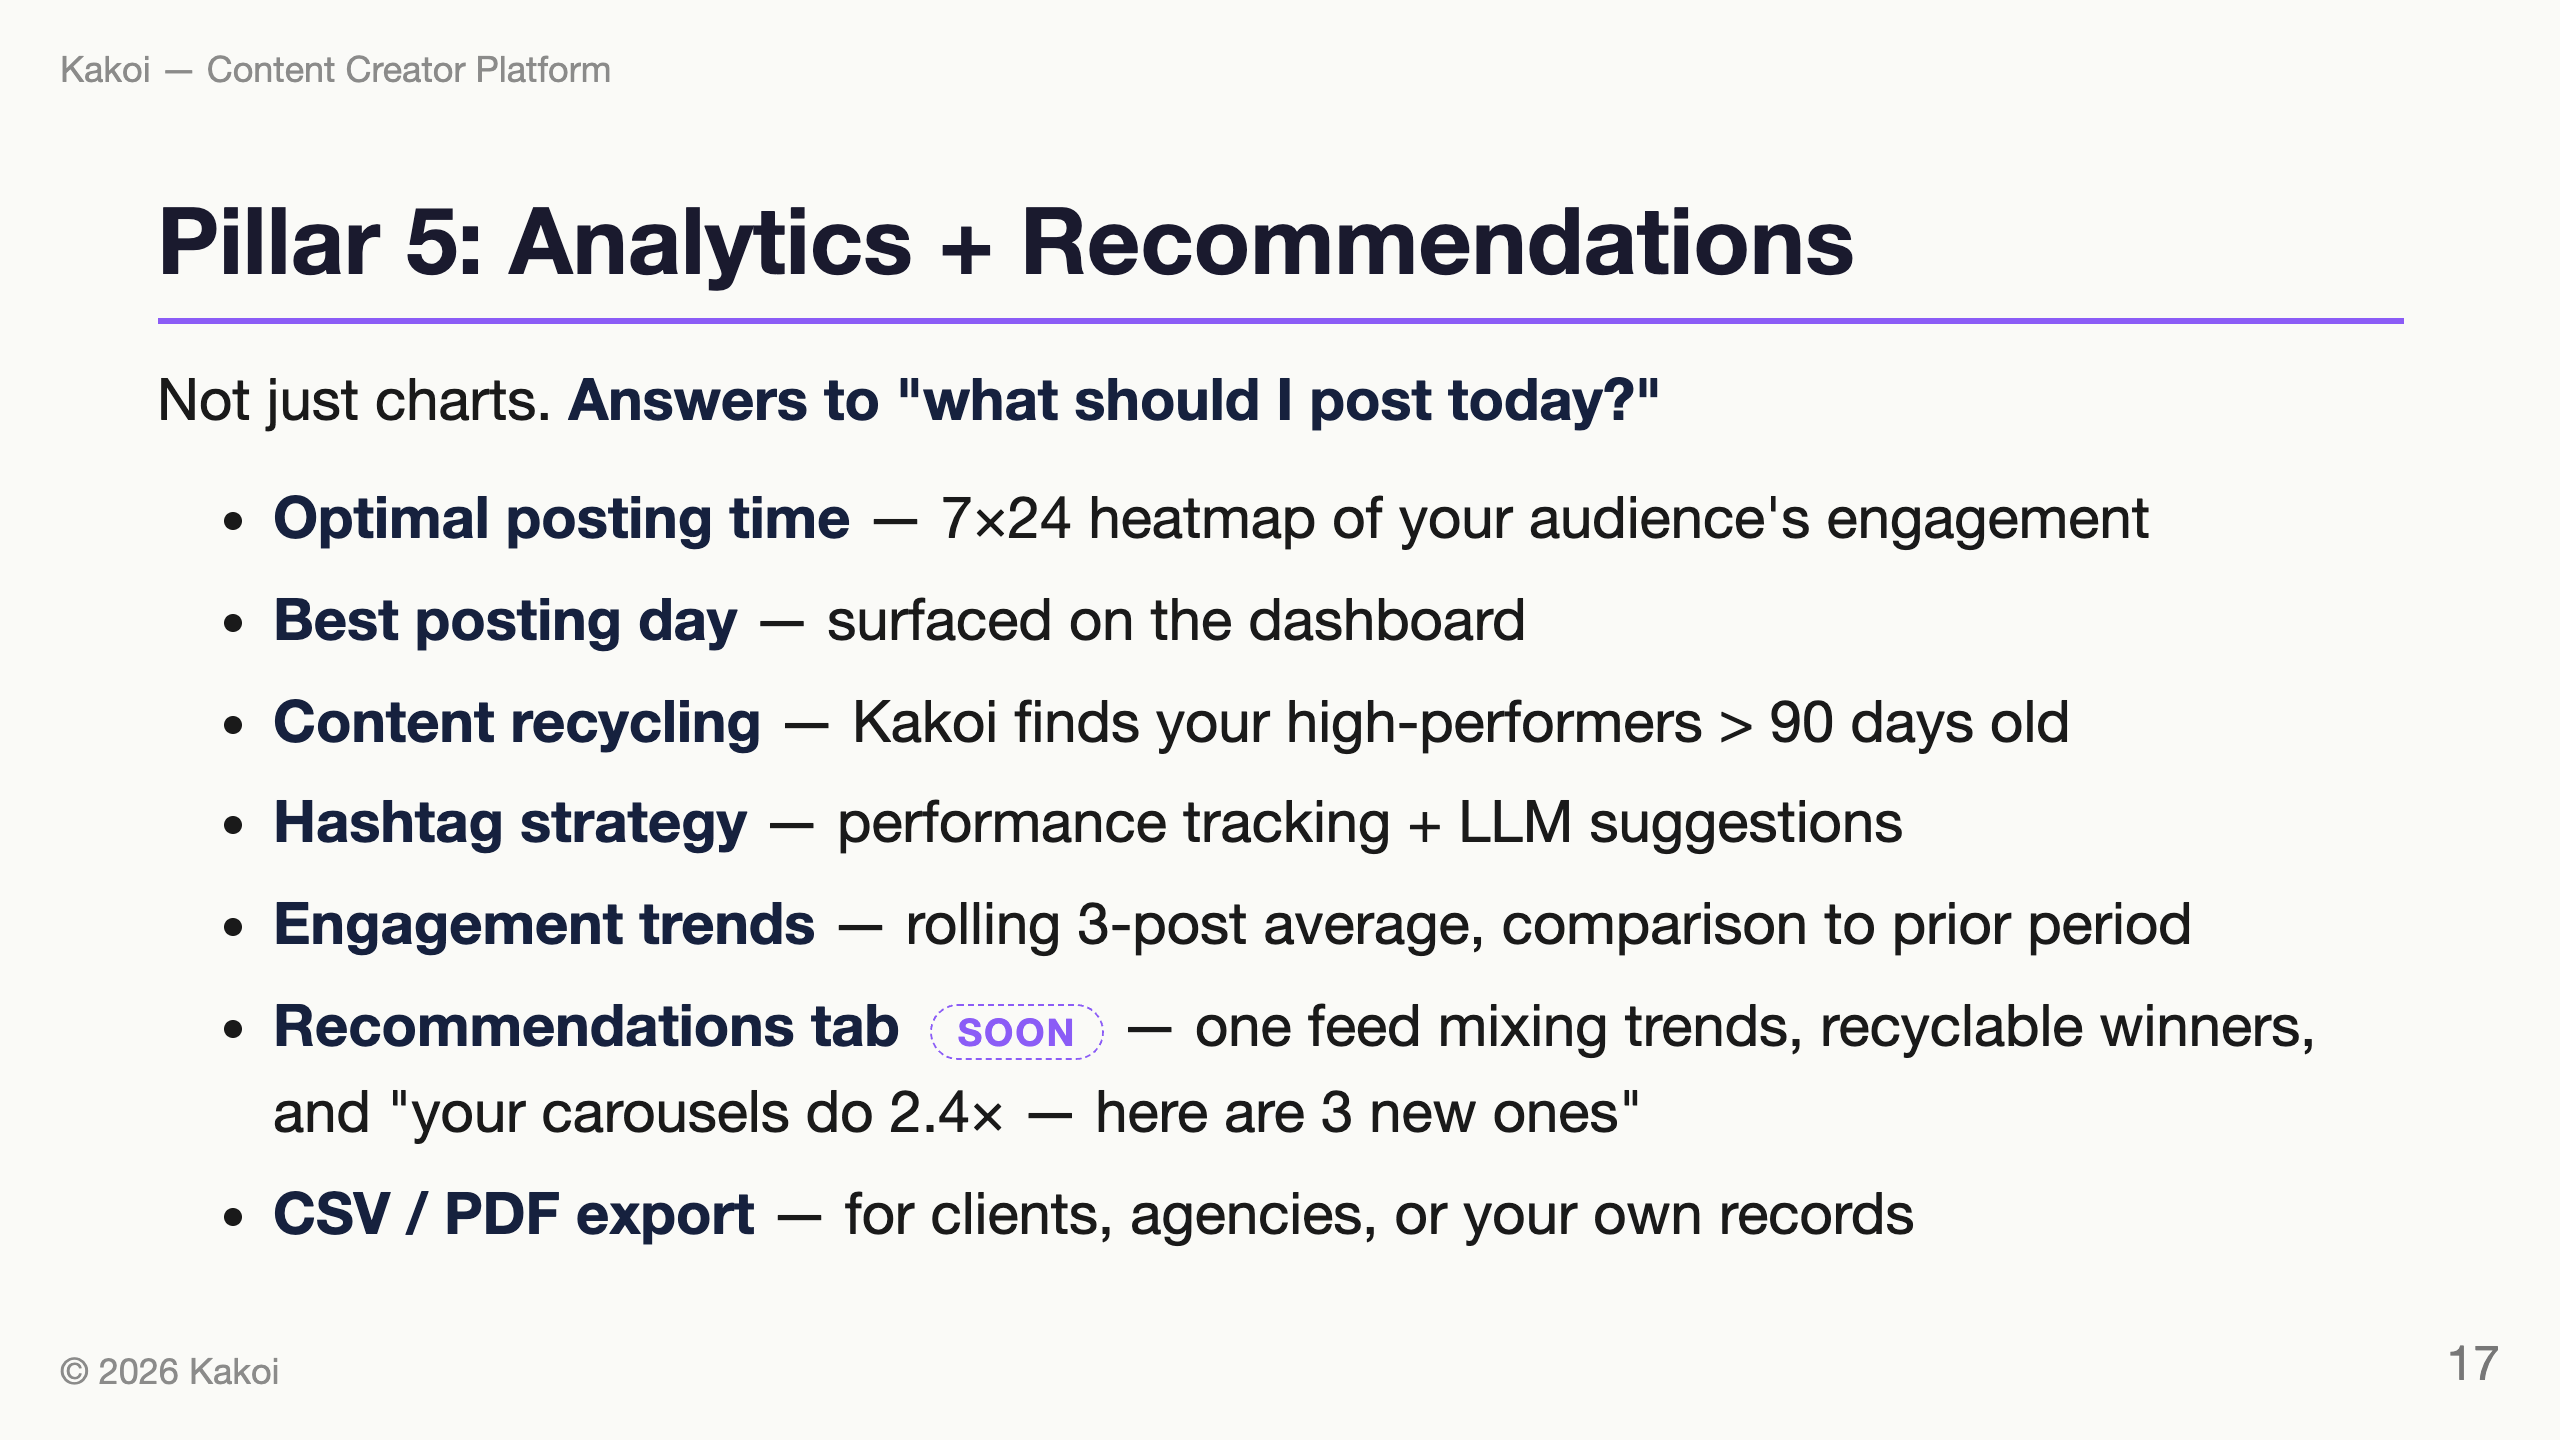 Kakoi — Content Creator Platform
Pillar 5: Analytics + Recommendations
Not just charts. Answers to "what should I post today?"
• Optimal posting time — 7×24 heatmap of your audience's engagement
• Best posting day — surfaced on the dashboard
• Content recycling — Kakoi finds your high-performers > 90 days old
• Hashtag strategy — performance tracking + LLM suggestions
• Engagement trends — rolling 3-post average, comparison to prior period
• Recommendations tab SOON — one feed mixing trends, recyclable winners,
and "your carousels do 2.4× — here are 3 new ones"
• CSV / PDF export — for clients, agencies, or your own records
© 2026 Kakoi
17